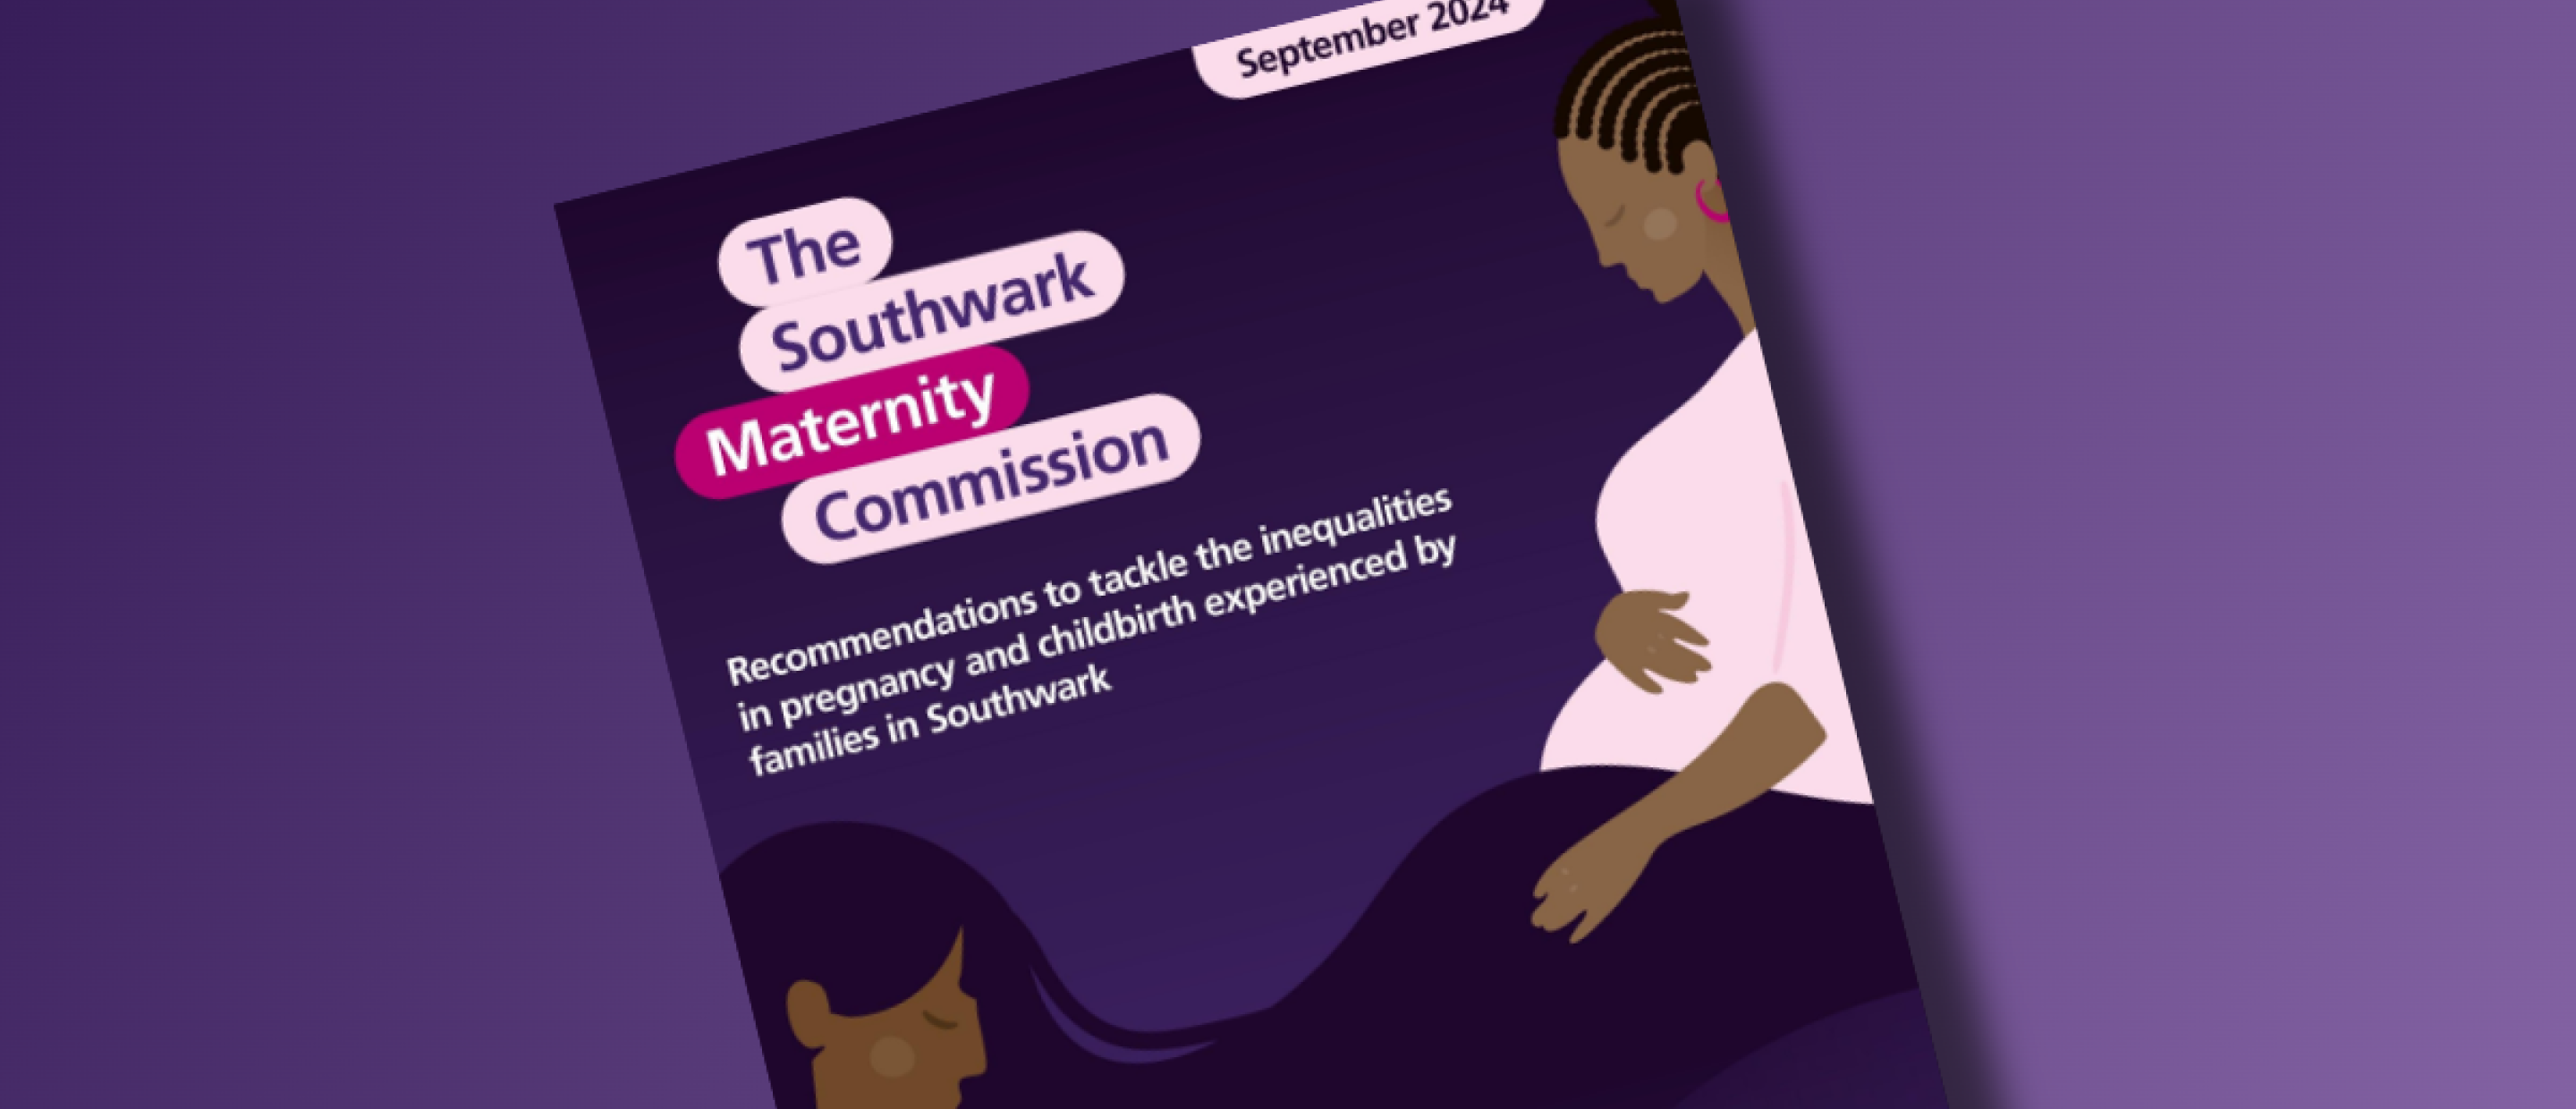 September 2024
The
Southwark
Maternity
Commission
Recommendations to tackle the inequalities
in pregnancy and childbirth experienced by
families in Southwark